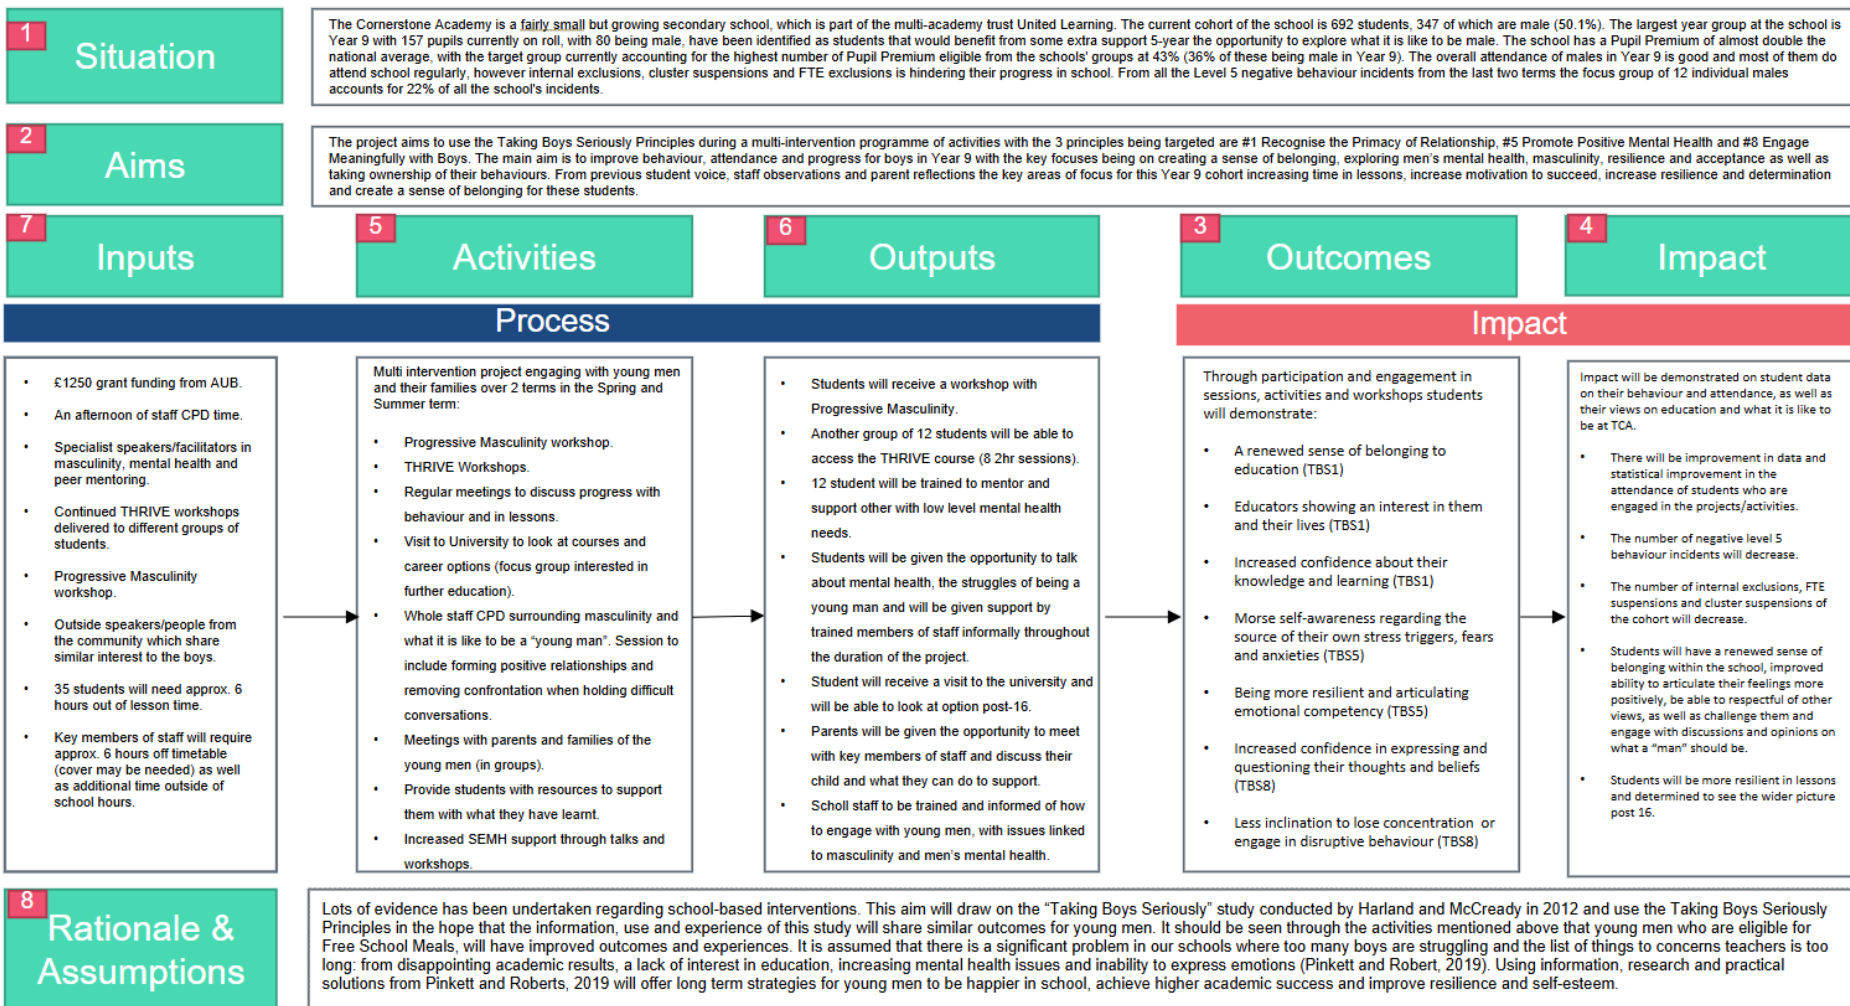 1
Situation
The Cornerstone Academy is a fairly small but growing secondary school, which is part of the multi-academy trust United Learning. The current cohort of the school is 692 students, 347 of which are male (50.1%). The largest year group at the school is
Year 9 with 157 pupils currently on roll, with 80 being male, have been identified as students that would benefit from some extra support 5-year the opportunity to explore what it is like to be male. The school has a Pupil Premium of almost double the
national average, with the target group currently accounting for the highest number of Pupil Premium eligible from the schools' groups at 43% (36% of these being male in Year 9). The overall attendance of males in Year 9 is good and most of them do
attend school regularly, however internal exclusions, cluster suspensions and FTE exclusions is hindering their progress in school. From all the Level 5 negative behaviour incidents from the last two terms the focus group of 12 individual males
accounts for 22% of all the school's incidents.
2
Aims
The project aims to use the Taking Boys Seriously Principles during a multi-intervention programme of activities with the 3 principles being targeted are #1 Recognise the Primacy of Relationship, #5 Promote Positive Mental Health and #8 Engage
Meaningfully with Boys. The main aim is to improve behaviour, attendance and progress for boys in Year 9 with the key focuses being on creating a sense of belonging, exploring men's mental health, masculinity, resilience and acceptance as well as
taking ownership of their behaviours. From previous student voice, staff observations and parent reflections the key areas of focus for this Year 9 cohort increasing time in lessons, increase motivation to succeed, increase resilience and determination
and create a sense of belonging for these students.
7
Inputs
5
Activities
6
Outputs
3
Outcomes
4
Impact
Process
Impact
• £1250 grant funding from AUB.
• An afternoon of staff CPD time.
• Specialist speakers/facilitators in
masculinity, mental health and
peer mentoring.
• Continued THRIVE workshops
delivered to different groups of
students.
• Progressive Masculinity
workshop.
• Outside speakers/people from
the community which share
similar interest to the boys.
• 35 students will need approx. 6
hours out of lesson time.
• Key members of staff will require
approx. 6 hours off timetable
(cover may be needed) as well
as additional time outside of
school hours.
Multi intervention project engaging with young men
and their families over 2 terms in the Spring and
Summer term:
• Progressive Masculinity workshop.
• THRIVE Workshops.
• Regular meetings to discuss progress with
behaviour and in lessons.
• Visit to University to look at courses and
career options (focus group interested in
further education).
• Whole staff CPD surrounding masculinity and
what it is like to be a “young man”. Session to
include forming positive relationships and
removing confrontation when holding difficult
conversations.
• Meetings with parents and families of the
young men (in groups).
• Provide students with resources to support
them with what they have learnt.
• Increased SEMH support through talks and
workshops.
• Students will receive a workshop with
Progressive Masculinity.
• Another group of 12 students will be able to
access the THRIVE course (8 2hr sessions).
• 12 student will be trained to mentor and
support other with low level mental health
needs.
• Students will be given the opportunity to talk
about mental health, the struggles of being a
young man and will be given support by
trained members of staff informally throughout
the duration of the project.
• Student will receive a visit to the university and
will be able to look at option post-16.
• Parents will be given the opportunity to meet
with key members of staff and discuss their
child and what they can do to support.
• Scholl staff to be trained and informed of how
to engage with young men, with issues linked
to masculinity and men's mental health.
Through participation and engagement in
sessions, activities and workshops students
will demonstrate:
• A renewed sense of belonging to
education (TBS1)
• Educators showing an interest in them
and their lives (TBS1)
• Increased confidence about their
knowledge and learning (TBS1)
• Morse self-awareness regarding the
source of their own stress triggers, fears
and anxieties (TBS5)
• Being more resilient and articulating
emotional competency (TBS5)
• Increased confidence in expressing and
questioning their thoughts and beliefs
(TBS8)
• Less inclination to lose concentration or
engage in disruptive behaviour (TBS8)
Impact will be demonstrated on student data
on their behaviour and attendance, as well as
their views on education and what it is like to
be at TCA.
• There will be improvement in data and
statistical improvement in the
attendance of students who are
engaged in the projects/activities.
• The number of negative level 5
behaviour incidents will decrease.
• The number of internal exclusions, FTE
suspensions and cluster suspensions of
the cohort will decrease.
• Students will have a renewed sense of
belonging within the school, improved
ability to articulate their feelings more
positively, be able to respectful of other
views, as well as challenge them and
engage with discussions and opinions on
what a “man” should be.
• Students will be more resilient in lessons
and determined to see the wider picture
post 16.
8
Rationale &
Assumptions
Lots of evidence has been undertaken regarding school-based interventions. This aim will draw on the “Taking Boys Seriously” study conducted by Harland and McCready in 2012 and use the Taking Boys Seriously
Principles in the hope that the information, use and experience of this study will share similar outcomes for young men. It should be seen through the activities mentioned above that young men who are eligible for
Free School Meals, will have improved outcomes and experiences. It is assumed that there is a significant problem in our schools where too many boys are struggling and the list of things to concerns teachers is too
long: from disappointing academic results, a lack of interest in education, increasing mental health issues and inability to express emotions (Pinkett and Robert, 2019). Using information, research and practical
solutions from Pinkett and Roberts, 2019 will offer long term strategies for young men to be happier in school, achieve higher academic success and improve resilience and self-esteem.